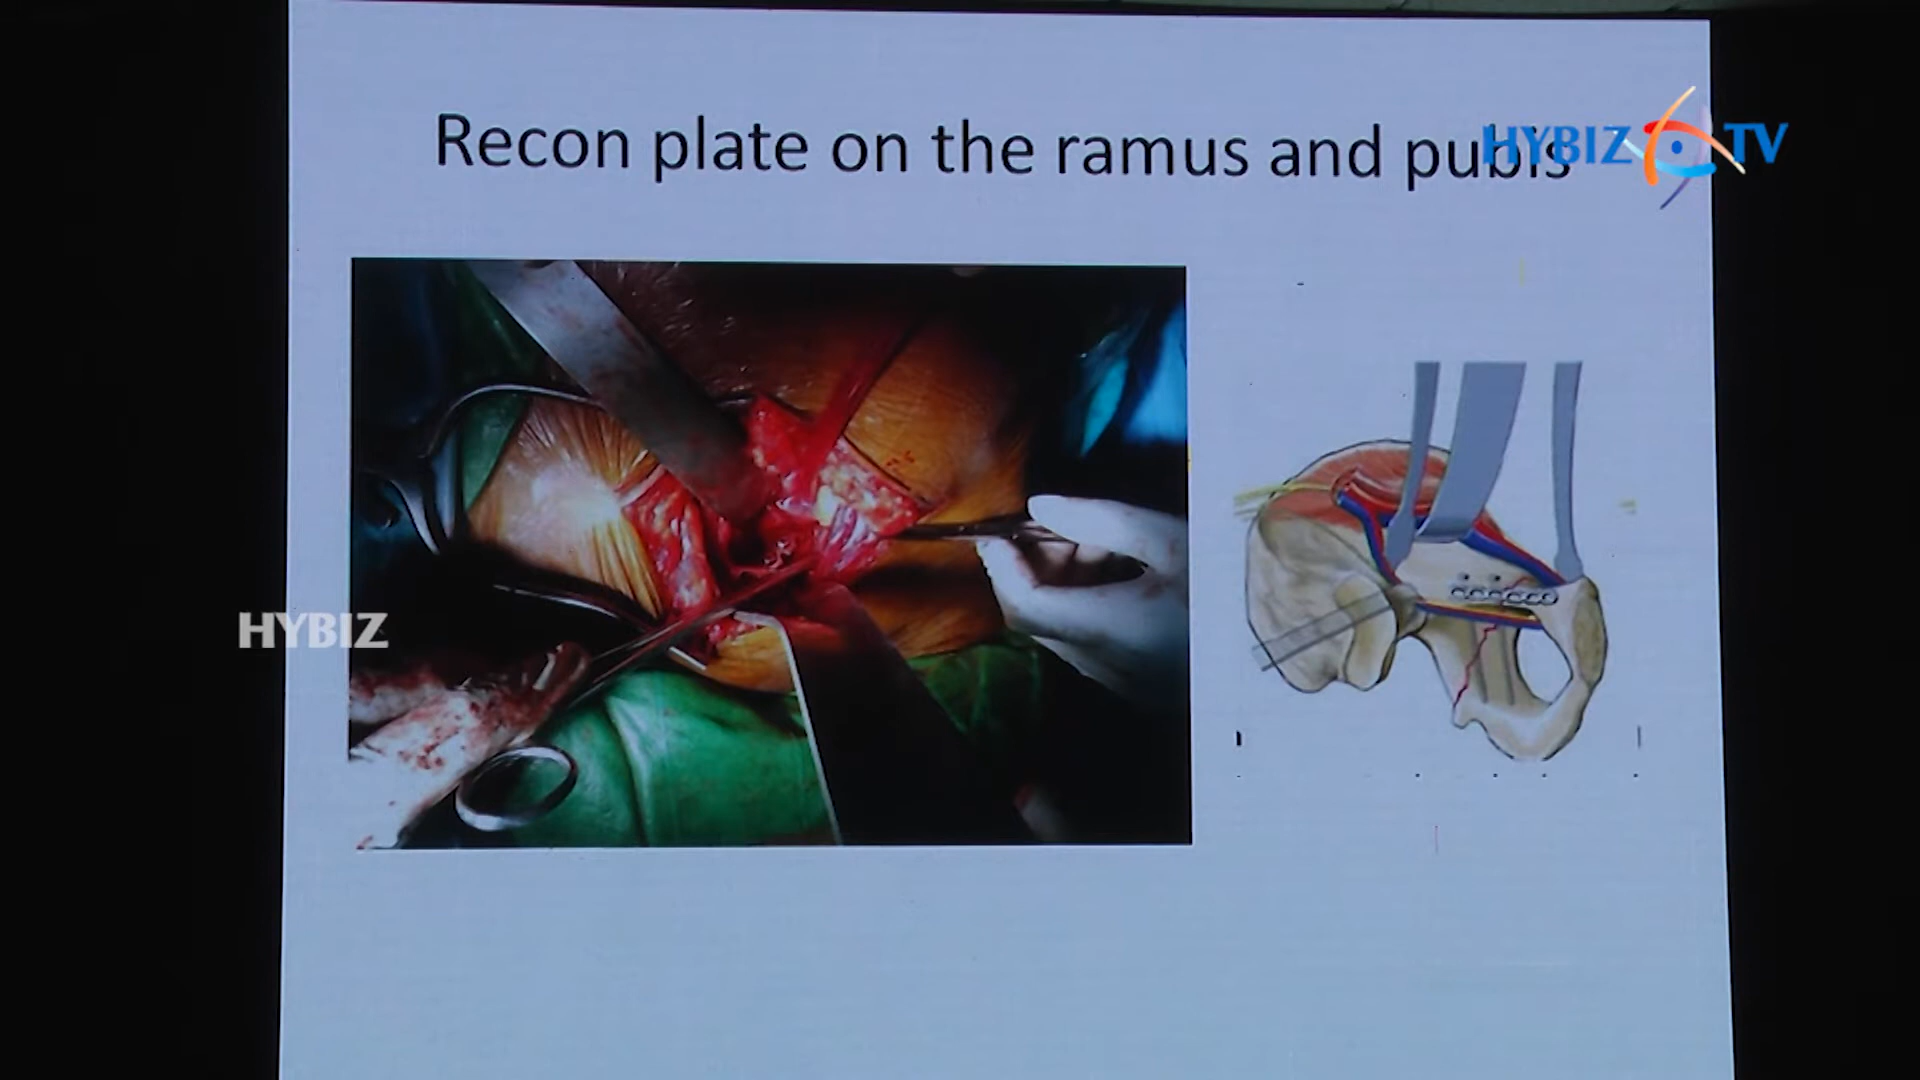 Recon plate on the ramus and pubis
HYBIZ TV
HYBIZ